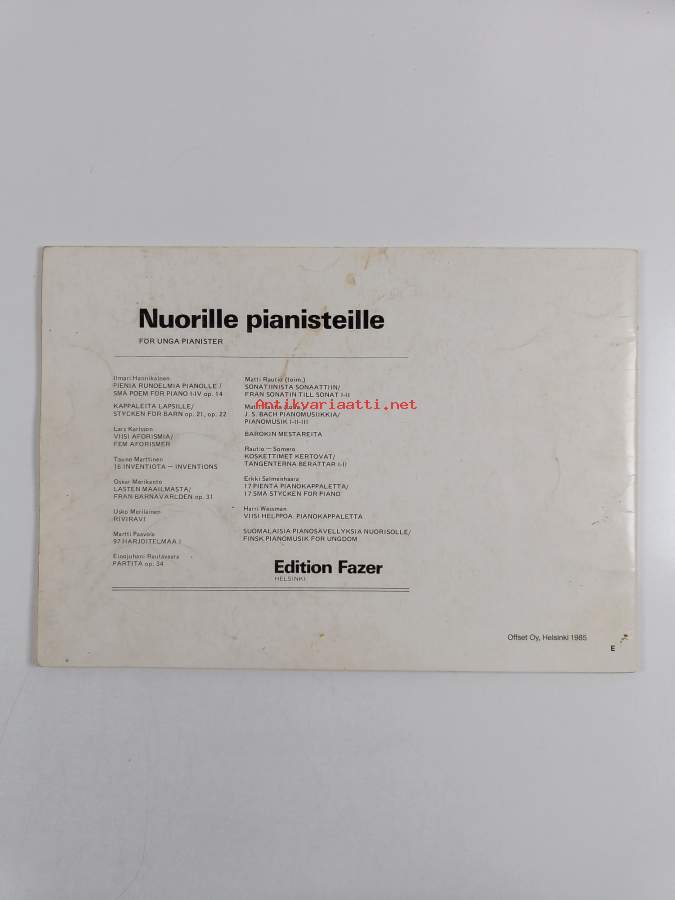 Nuorille pianisteille
FÖR UNGA PIANISTER
Ilmari Hannikainen
PIENIÄ RUNOELMIA PIANOLLE /
SMÅ POEM FÖR PIANO I-IV op. 14
KAPPALEITA LAPSILLE/
STYCKEN FÖR BARN op. 21, op. 22
Lars Karlsson
VIISI AFORISMIA/
FEM AFORISMER
Tauno Marttinen
16 INVENTIOTA — INVENTIONS
Oskar Merikanto
LASTEN MAAILMASTA/
FRÅN BARNAVÄRLDEN op. 31
Usko Meriläinen
RIVIRAVI
Martti Paavola
97 HARJOITELMAA I
Einojuhani Rautavaara
PARTITA op. 34
Matti Rautio (toim.)
SONATIINISTA SONAATTIIN/
FRÅN SONATIN TILL SONAT I-II
Matti Rautio
J. S. BACH PIANOMUSIIKKIA/
PIANOMUSIK I-II-III
BAROKIN MESTAREITA
Rautio — Somero
KOSKETTIMET KERTOVAT/
TANGENTERNA BERÄTTAR I-II
Erkki Salmenhaara
17 PIENTÄ PIANOKAPPALETTA/
17 SMÅ STYCKEN FÖR PIANO
Harri Wessman
VIISI HELPPOA PIANOKAPPALETTA
SUOMALAISIA PIANOSÄVELLYKSIÄ NUORISOLLE/
FINSK PIANOMUSIK FÖR UNGDOM
Edition Fazer
HELSINKI
Offset Oy, Helsinki 1985
E
Antikvariaatti.net